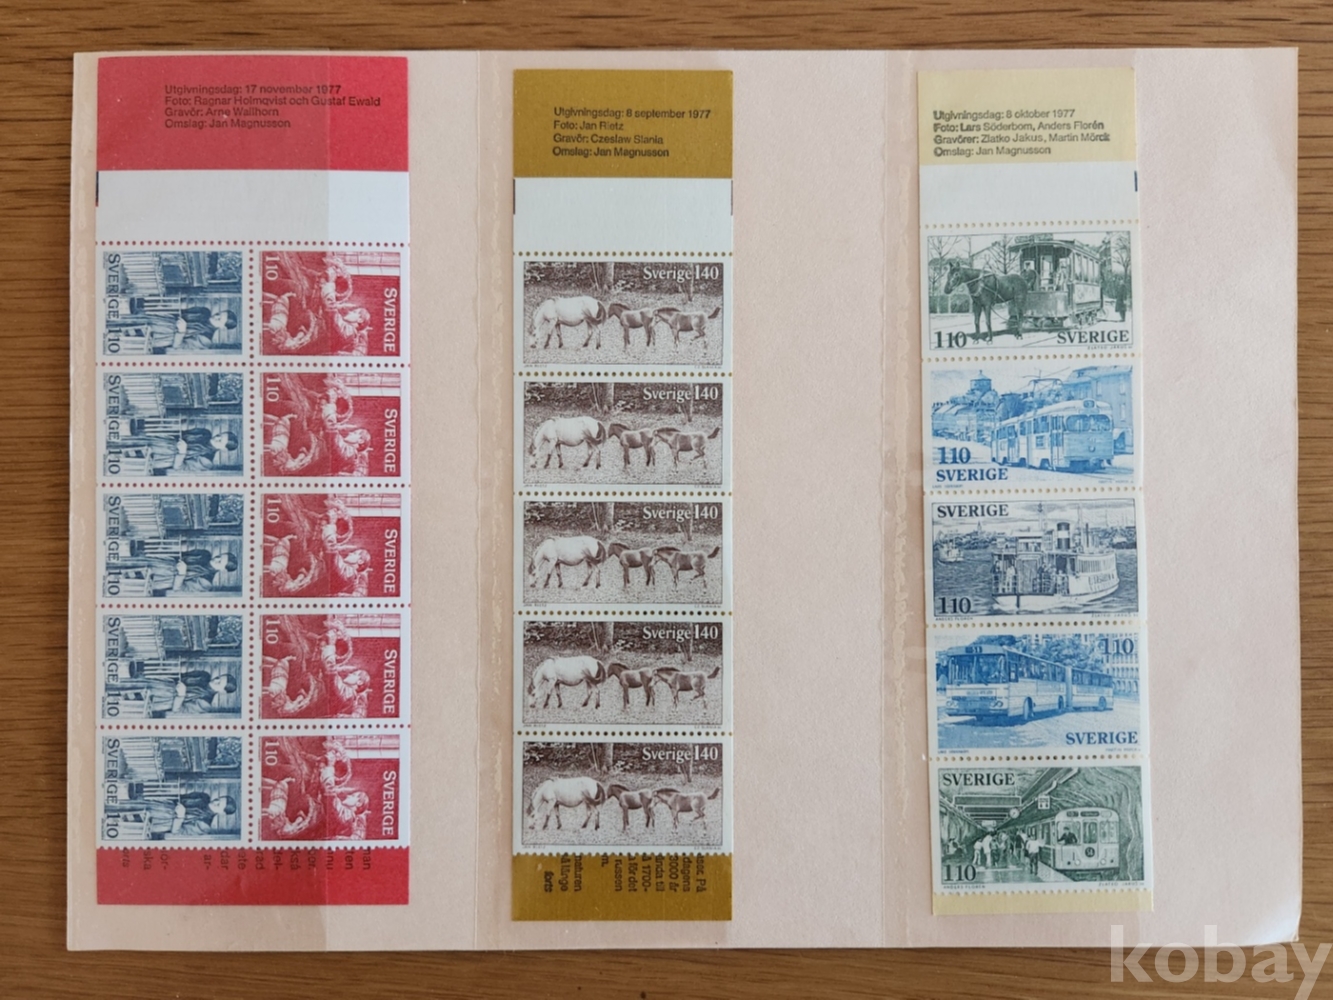 Utgivningsdag: 17 november 1977
Foto: Ragnar Holmqvist och Gustaf Ewald
Gravör: Arne Wallhorn
Omslag: Jan Magnusson
SVERIGE 110
110 SVERIGE
SVERIGE 110
110 SVERIGE
SVERIGE 110
110 SVERIGE
SVERIGE 110
110 SVERIGE
SVERIGE 110
110 SVERIGE
Utgivningsdag: 8 september 1977
Foto: Jan Rietz
Gravör: Czeslaw Slania
Omslag: Jan Magnusson
Sverige 140
Sverige 140
Sverige 140
Sverige 140
Sverige 140
Utgivningsdag: 8 oktober 1977
Foto: Lars Söderbom, Anders Florén
Gravörer: Zlatko Jakus, Martin Mörck
Omslag: Jan Magnusson
110 SVERIGE
110
SVERIGE
SVERIGE
110
110
SVERIGE
SVERIGE
110
kobay